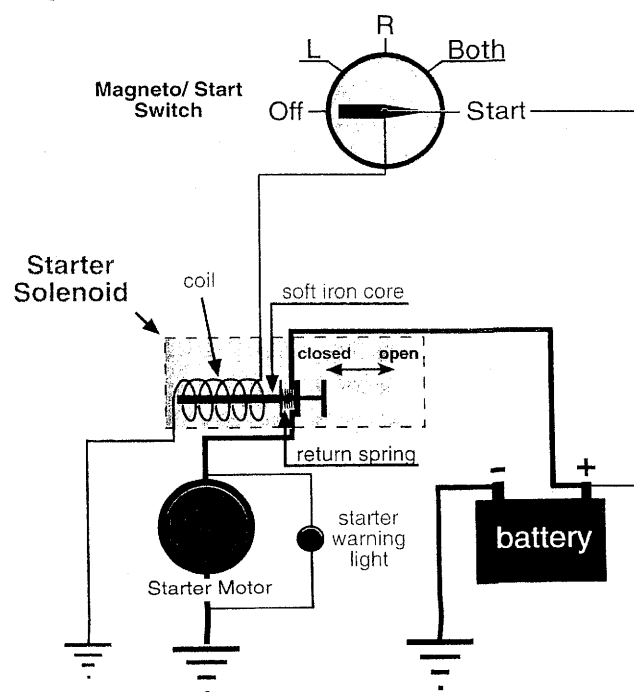 R
L
Both
Magneto/ Start
Switch
Off
Start
Starter
Solenoid
coil
soft iron core
closed
open
return spring
-
+
starter
warning
light
battery
Starter Motor